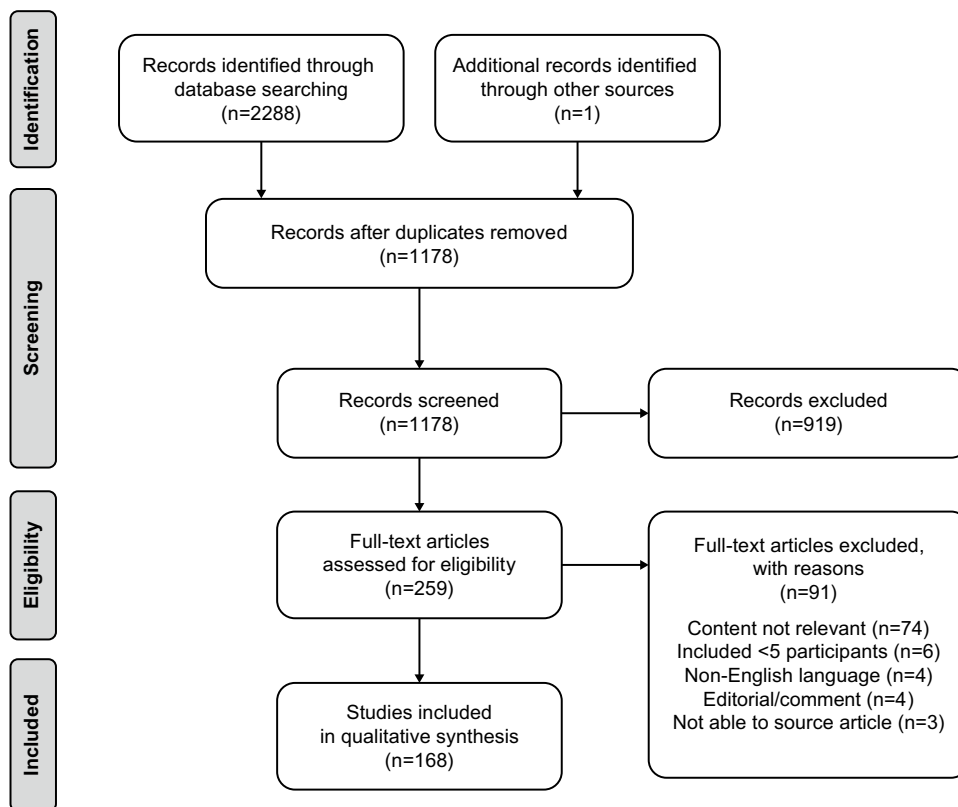 Identification
Records identified through
database searching
(n=2288)
Additional records identified
through other sources
(n=1)
Screening
Records after duplicates removed
(n=1178)
Records screened
(n=1178)
Records excluded
(n=919)
Eligibility
Full-text articles
assessed for eligibility
(n=259)
Full-text articles excluded,
with reasons
(n=91)
Content not relevant (n=74)
Included <5 participants (n=6)
Non-English language (n=4)
Editorial/comment (n=4)
Not able to source article (n=3)
Included
Studies included
in qualitative synthesis
(n=168)